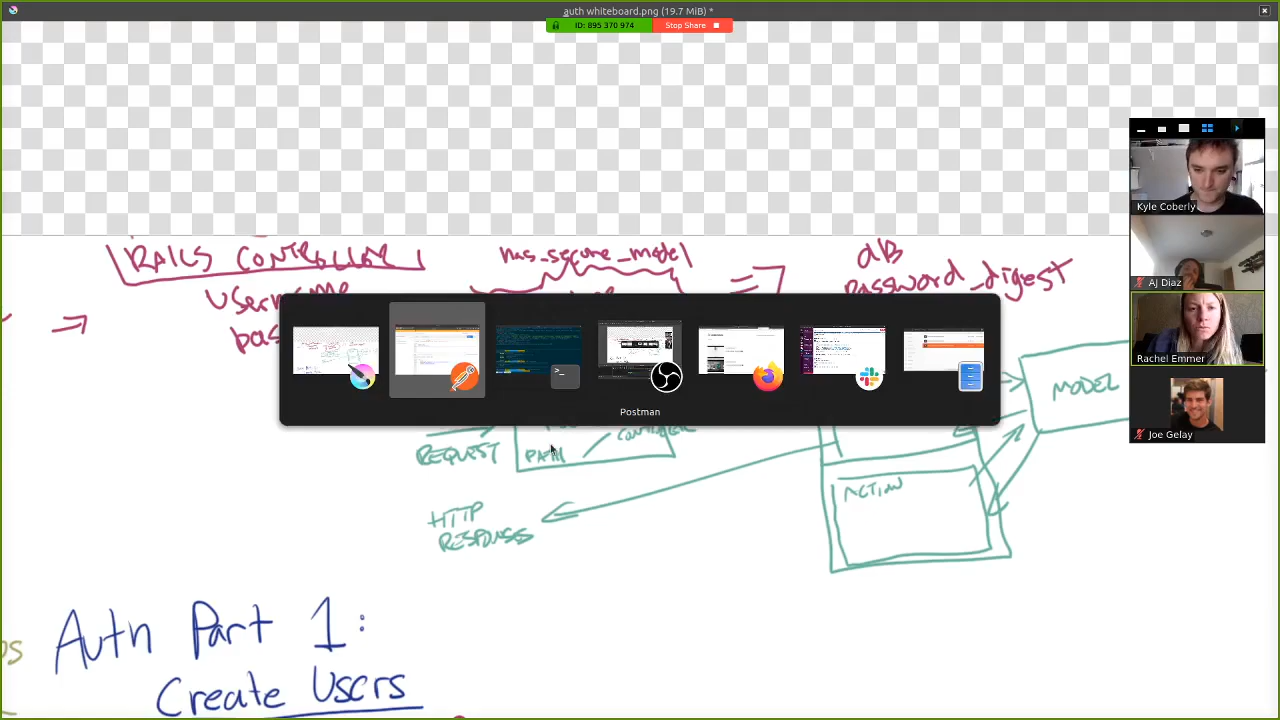 auth whiteboard.png (19.7 MiB) *
ID: 895 370 974
Stop Share
Kyle Coberly
AJ Diaz
Rachel Emmer
Joe Gelay
RAILS CONTROLLER
has_secure_model
dB
username
password_digest
pas
>_
Postman
MODEL
CONTROLLER
REQUEST
PATH
ACTION
HTTP
RESPONSE
Auth Part 1:
Create Users